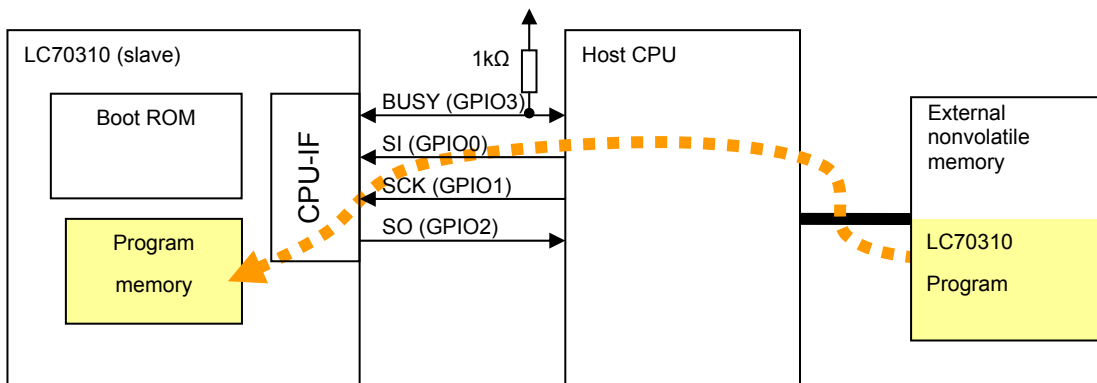 LC70310 (slave)
Boot ROM
Program
memory
CPU-IF
1kΩ
BUSY (GPIO3)
SI (GPIO0)
SCK (GPIO1)
SO (GPIO2)
Host CPU
External
nonvolatile
memory
LC70310
Program